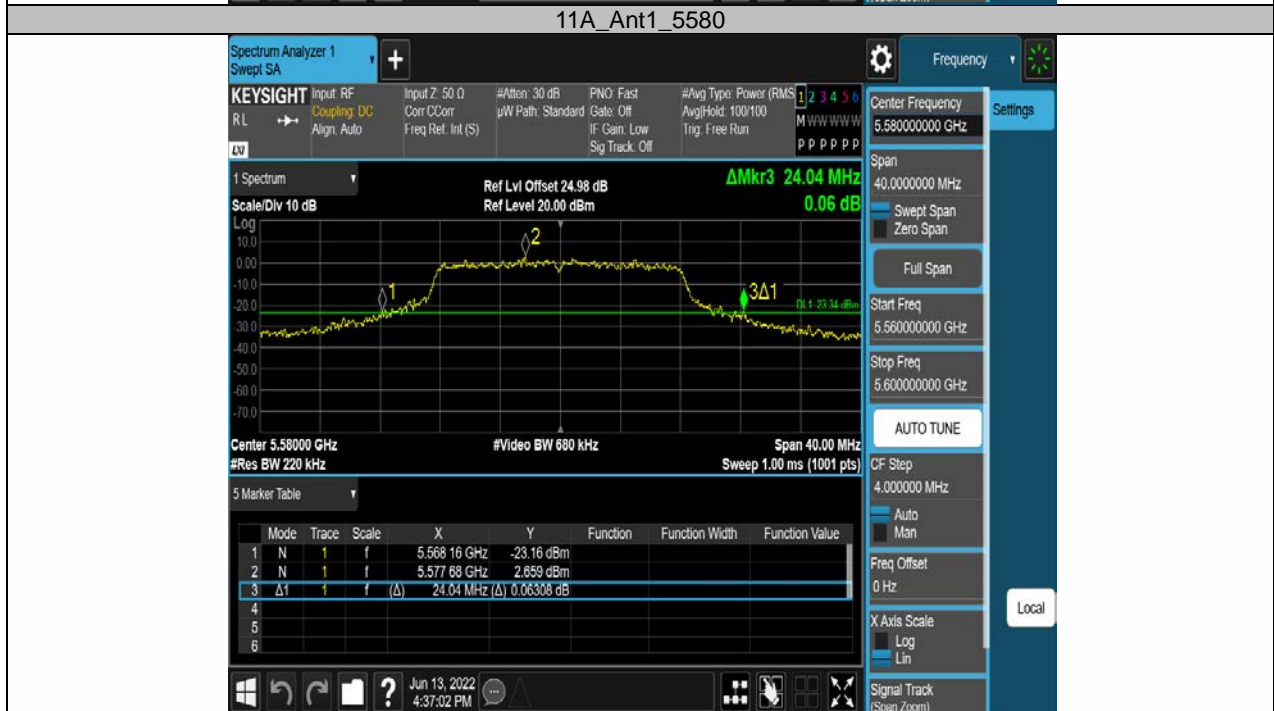 11A_Ant1_5580
Spectrum Analyzer 1
Swept SA
Frequency
KEYSIGHT
RL
Input: RF
Coupling: DC
Align: Auto
Input Z: 50 Ω
Corr CCorr
Freq Ref: Int (S)
#Atten: 30 dB
µW Path: Standard
PNO: Fast
Gate: Off
IF Gain: Low
Sig Track: Off
#Avg Type: Power (RMS
Avg|Hold: 100/100
Trig: Free Run
1 2 3 4 5 6
M W W W W W
P P P P P P
1 Spectrum
Scale/Div 10 dB
Ref Lvl Offset 24.98 dB
Ref Level 20.00 dBm
ΔMkr3 24.04 MHz
0.06 dB
Log
10.0
0.00
-10.0
-20.0
-30.0
-40.0
-50.0
-60.0
-70.0
2
1
3Δ1
DL1 -23.34 dBm
Center 5.58000 GHz
#Video BW 680 kHz
Span 40.00 MHz
#Res BW 220 kHz
Sweep 1.00 ms (1001 pts)
5 Marker Table
Mode Trace Scale X Y Function Function Width Function Value
1 N 1 f 5.568 16 GHz -23.16 dBm
2 N 1 f 5.577 68 GHz 2.659 dBm
3 Δ1 1 f (Δ) 24.04 MHz (Δ) 0.06308 dB
4
5
6
Jun 13, 2022
4:37:02 PM
Center Frequency
5.580000000 GHz
Settings
Span
40.0000000 MHz
Swept Span
Zero Span
Full Span
Start Freq
5.560000000 GHz
Stop Freq
5.600000000 GHz
AUTO TUNE
CF Step
4.000000 MHz
Auto
Man
Freq Offset
0 Hz
X Axis Scale
Log
Lin
Local
Signal Track
(Span Zoom)